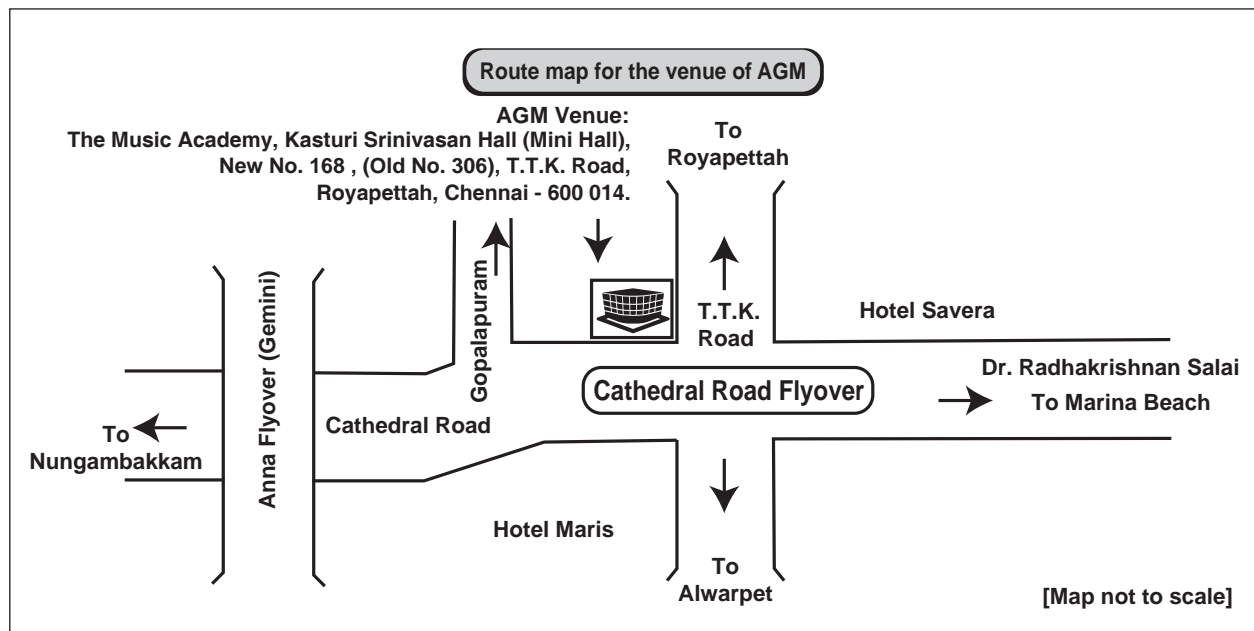 Route map for the venue of AGM
AGM Venue:
The Music Academy, Kasturi Srinivasan Hall (Mini Hall),
New No. 168 , (Old No. 306), T.T.K. Road,
Royapettah, Chennai - 600 014.
To
Royapettah
Anna Flyover (Gemini)
Gopalapuram
T.T.K.
Road
Hotel Savera
Cathedral Road Flyover
Dr. Radhakrishnan Salai
To Marina Beach
Cathedral Road
To
Nungambakkam
Hotel Maris
To
Alwarpet
[Map not to scale]